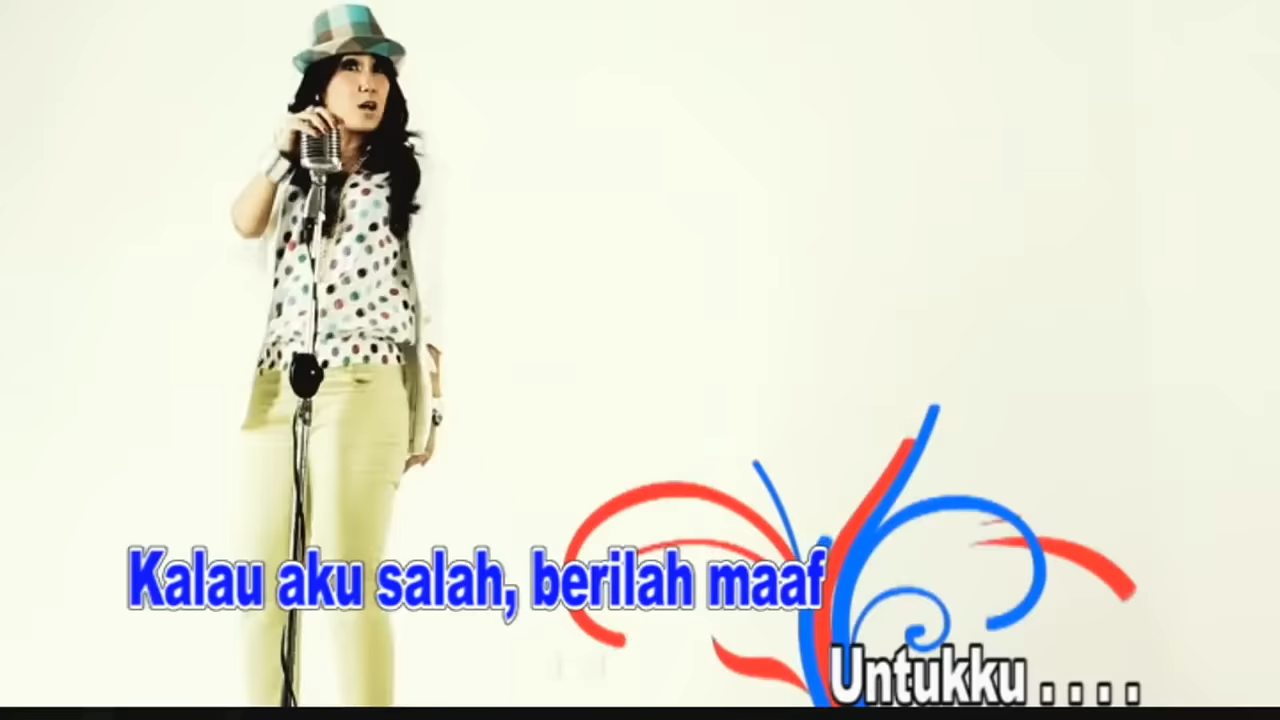 Kalau aku salah, berilah maaf
Untukku . . . .